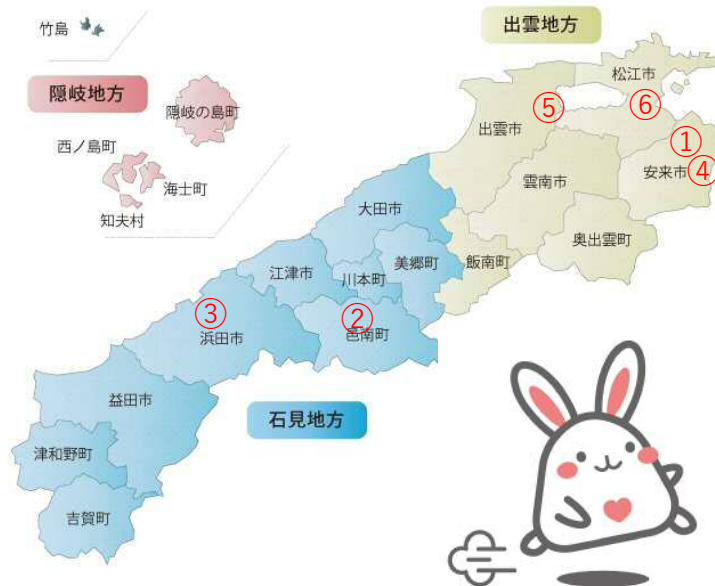 竹島
出雲地方
松江市
隠岐地方
隠岐の島町
⑤
⑥
出雲市
①
西ノ島町
安来市
④
海士町
雲南市
知夫村
大田市
奥出雲町
美郷町
飯南町
江津市
川本町
③
②
浜田市
邑南町
益田市
石見地方
津和野町
吉賀町